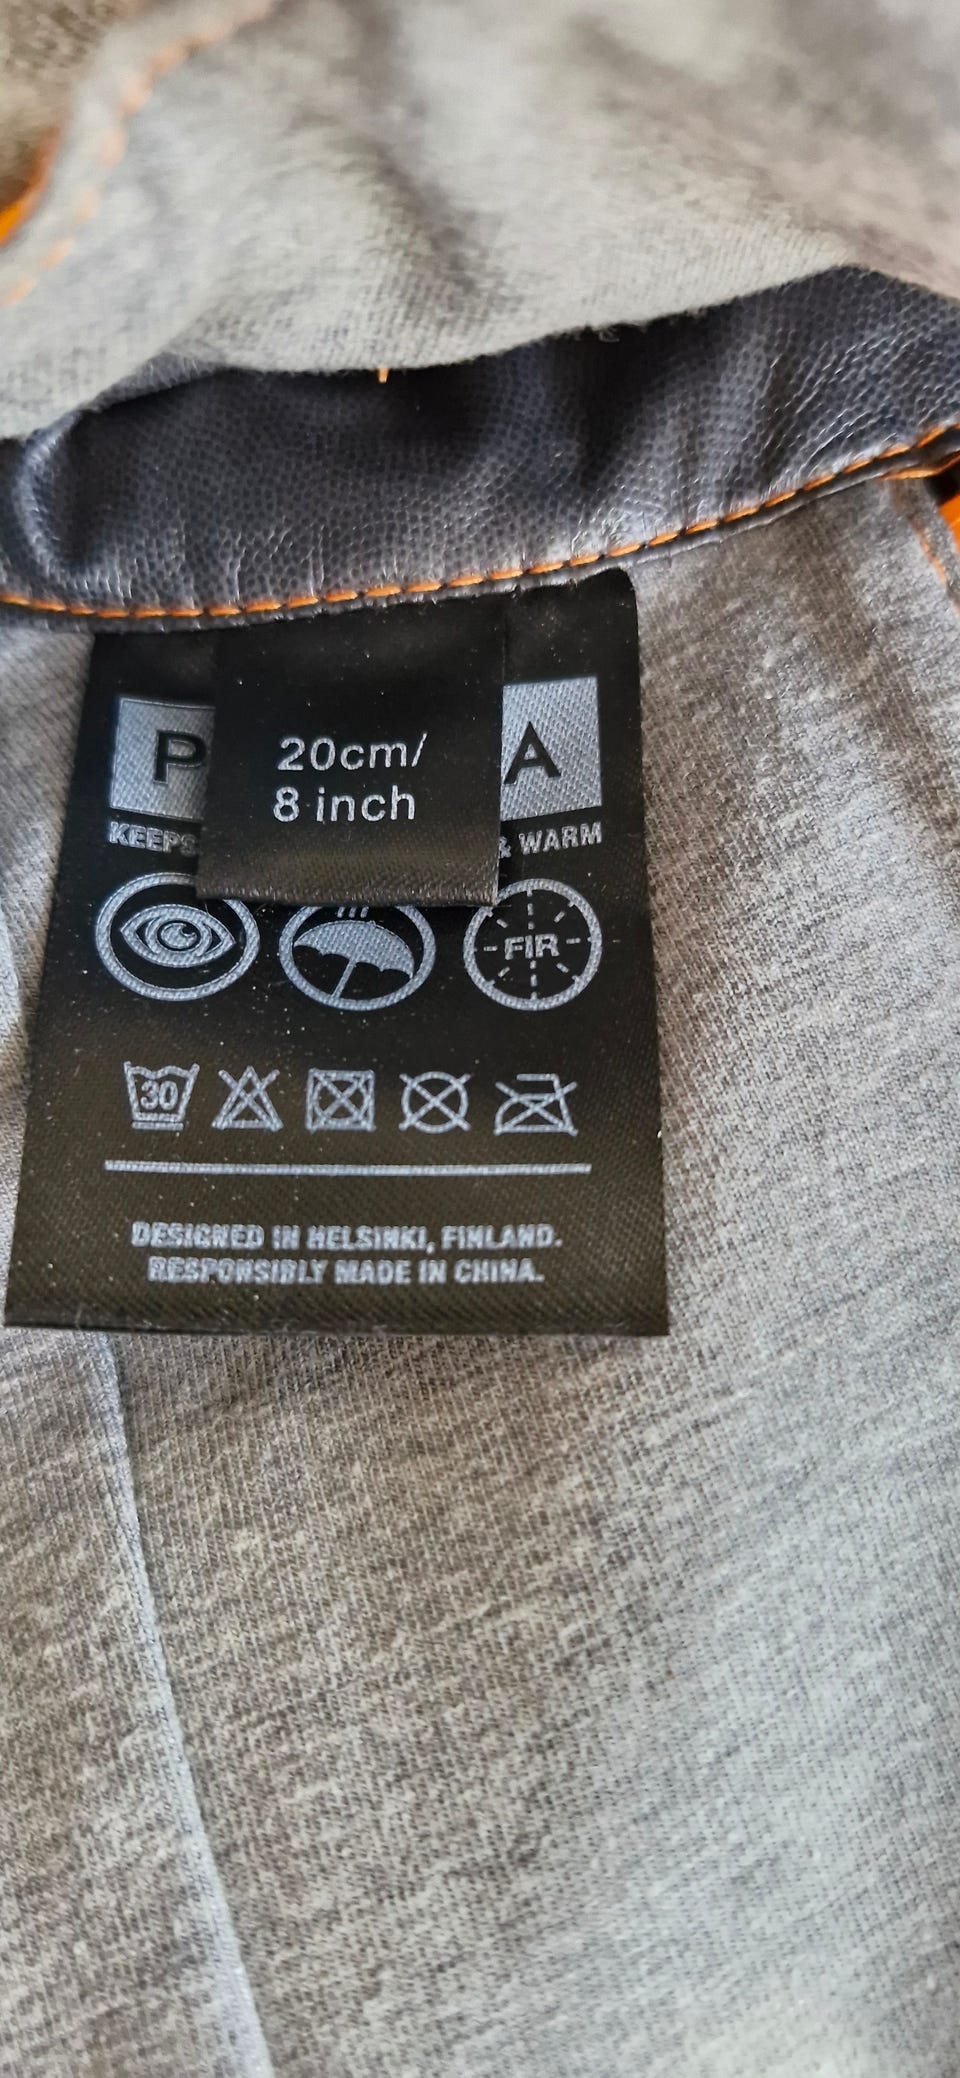 P
A
20cm/
8 inch
KEEPS
& WARM
FIR
30
DESIGNED IN HELSINKI, FINLAND.
RESPONSIBLY MADE IN CHINA.